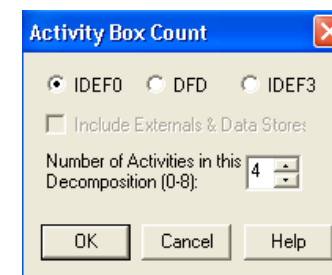 Activity Box Count
IDEF0 DFD IDEF3
Include Externals & Data Stores
Number of Activities in this 4
Decomposition (0-8):
OK Cancel Help